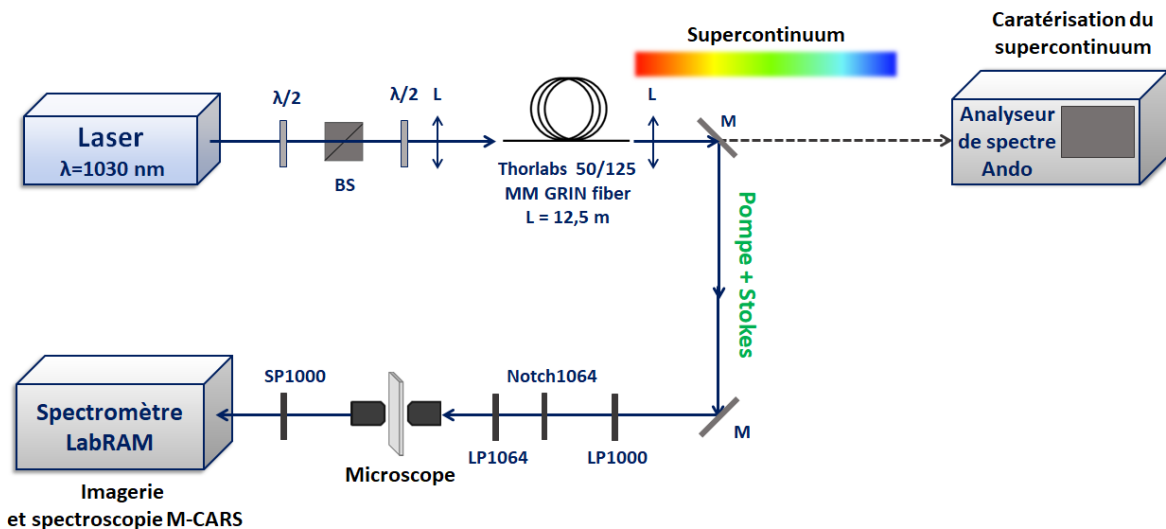 Supercontinuum
Caratérisation du
supercontinuum
λ/2
λ/2
L
L
M
Laser
λ=1030 nm
BS
Thorlabs 50/125
MM GRIN fiber
L = 12,5 m
Analyseur
de spectre
Ando
Pompe + Stokes
SP1000
Notch1064
M
Spectromètre
LabRAM
LP1064
LP1000
Microscope
Imagerie
et spectroscopie M-CARS